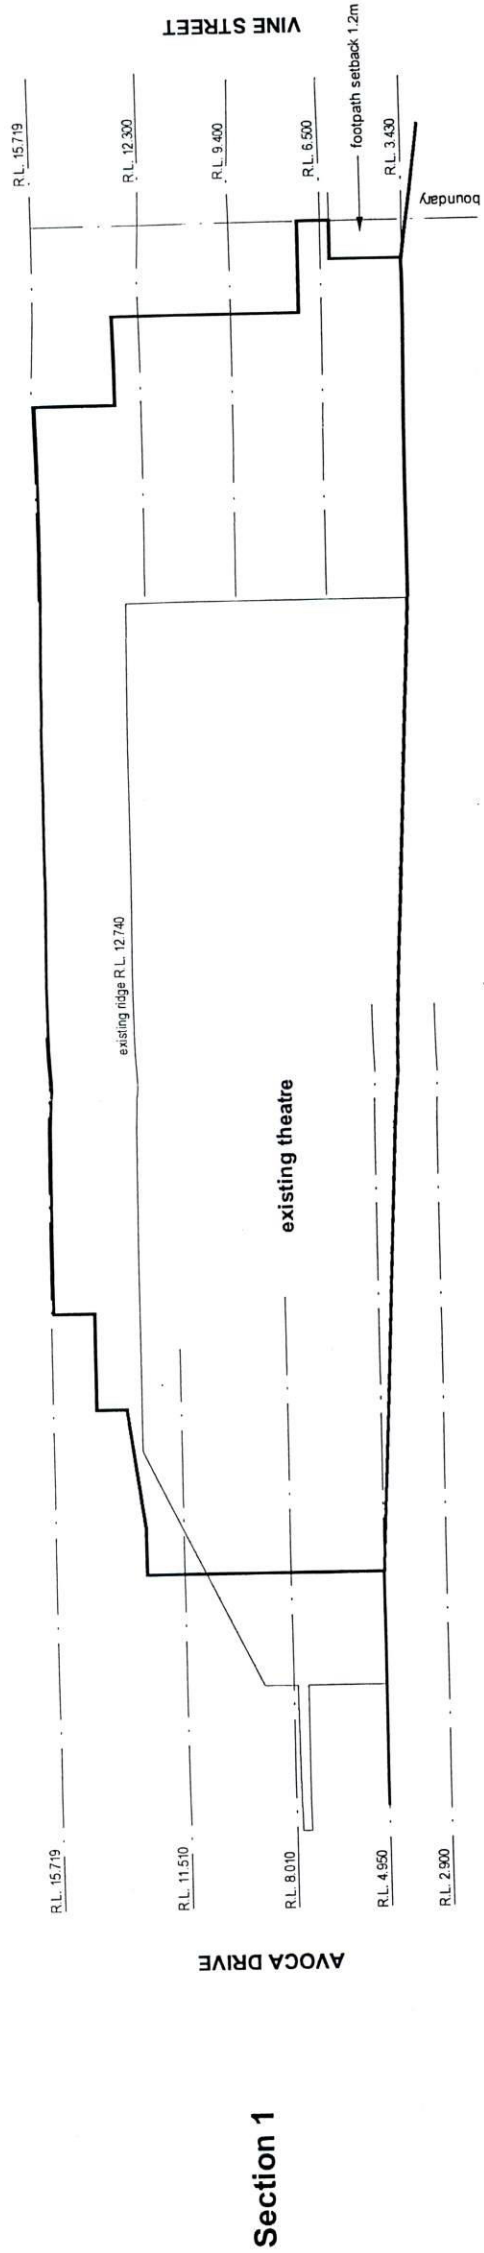 Section 1
AVOCA DRIVE
R.L. 15.719
R.L. 11.510
R.L. 8.010
R.L. 4.950
R.L. 2.900
existing theatre
existing ridge R.L. 12.740
R.L. 15.719
R.L. 12.300
R.L. 9.400
R.L. 6.500
R.L. 3.430
footpath setback 1.2m
boundary
VINE STREET